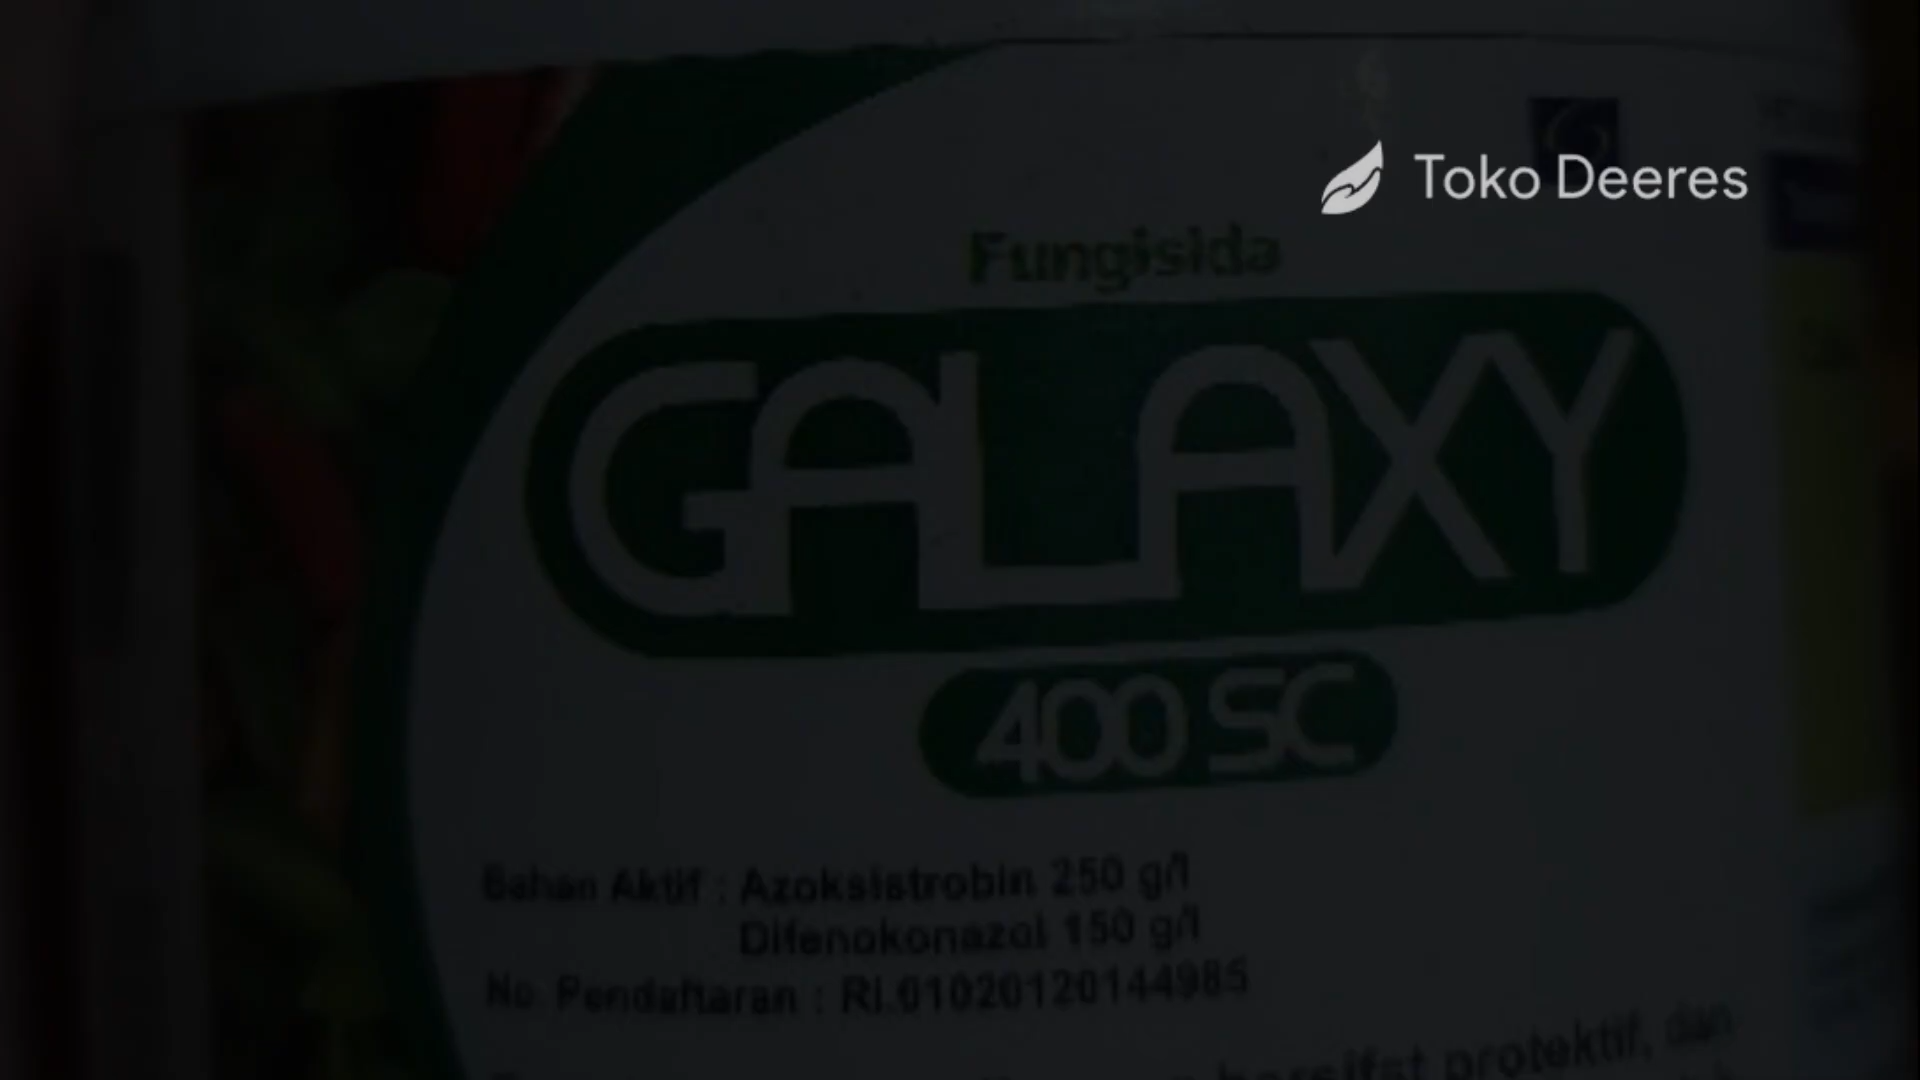 Toko Deeres
Fungisida
GALAXY
400 SC
Bahan Aktif : Azoksistrobin 250 g/l
Difenokonazol 150 g/l
No. Pendaftaran : RI.01020120144985
bersifat protektif, dan